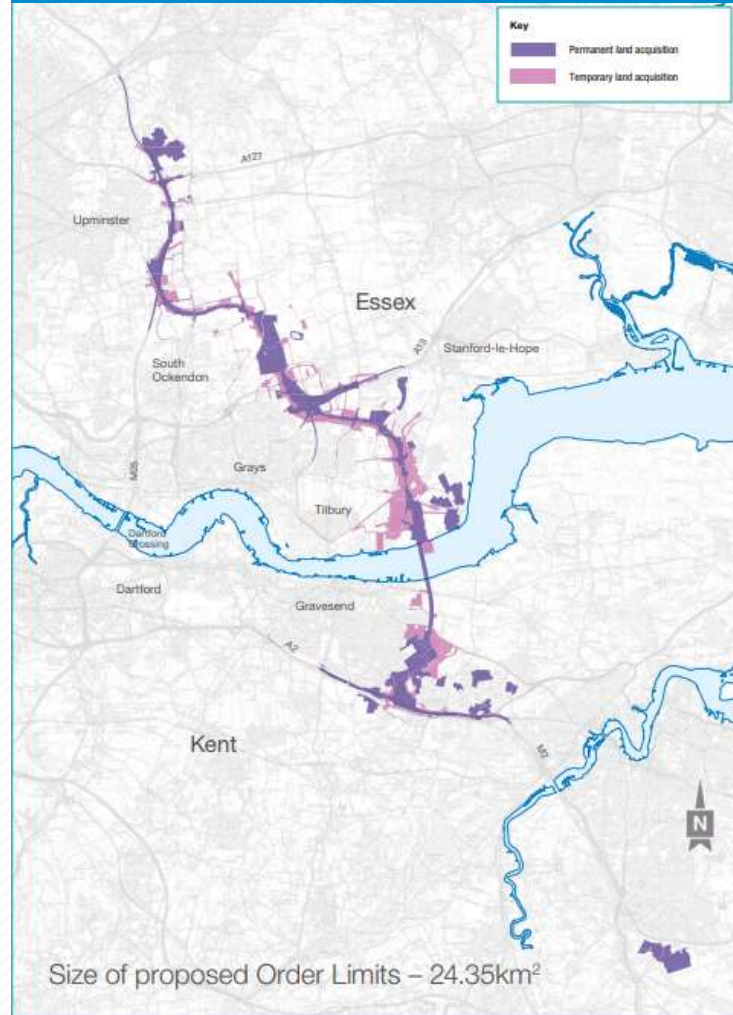 Key
Permanent land acquisition
Temporary land acquisition
A127
Upminster
Essex
A13
Stanford-le-Hope
South
Ockendon
M25
Grays
Tilbury
Dartford
Crossing
Dartford
Gravesend
A2
Kent
M2
N
Size of proposed Order Limits – 24.35km²